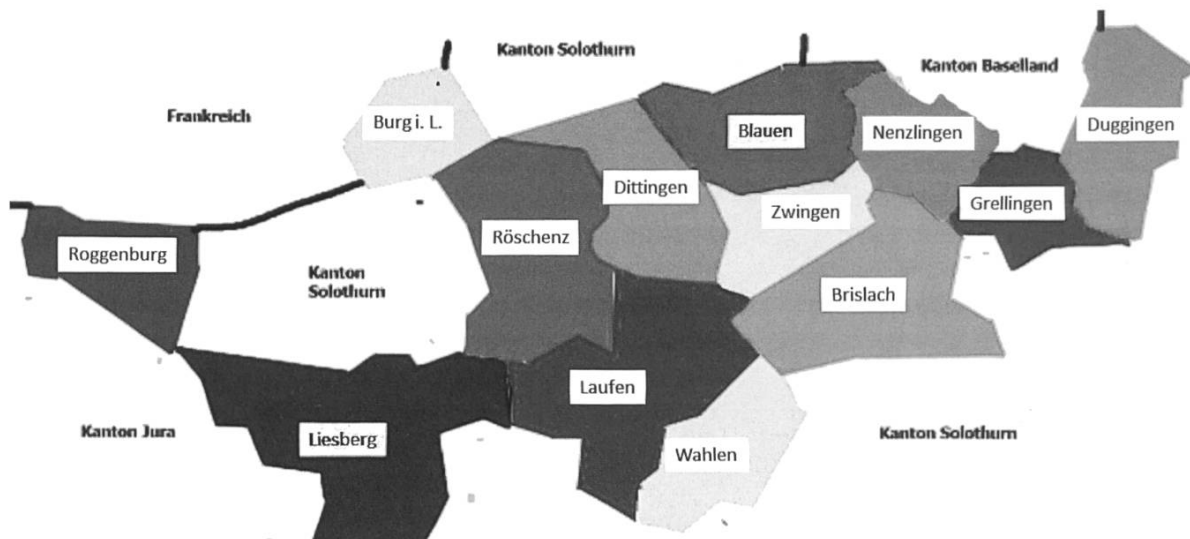 Kanton Solothurn
Kanton Baselland
Frankreich
Burg i. L.
Blauen
Nenzlingen
Duggingen
Dittingen
Zwingen
Grellingen
Roggenburg
Röschenz
Kanton
Solothurn
Brislach
Laufen
Kanton Jura
Liesberg
Wahlen
Kanton Solothurn